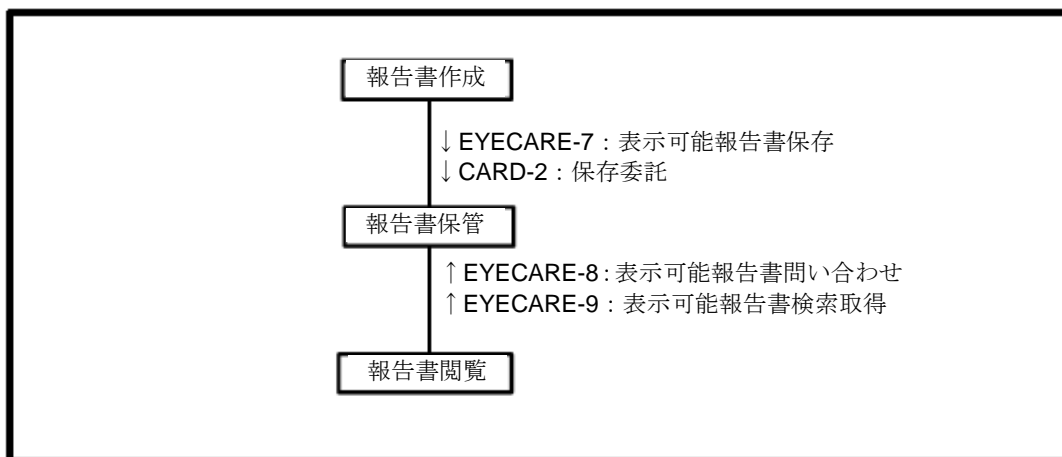 報告書作成
↓EYECARE-7：表示可能報告書保存
↓CARD-2：保存委託
報告書保管
↑EYECARE-8：表示可能報告書問い合わせ
↑EYECARE-9：表示可能報告書検索取得
報告書閲覧